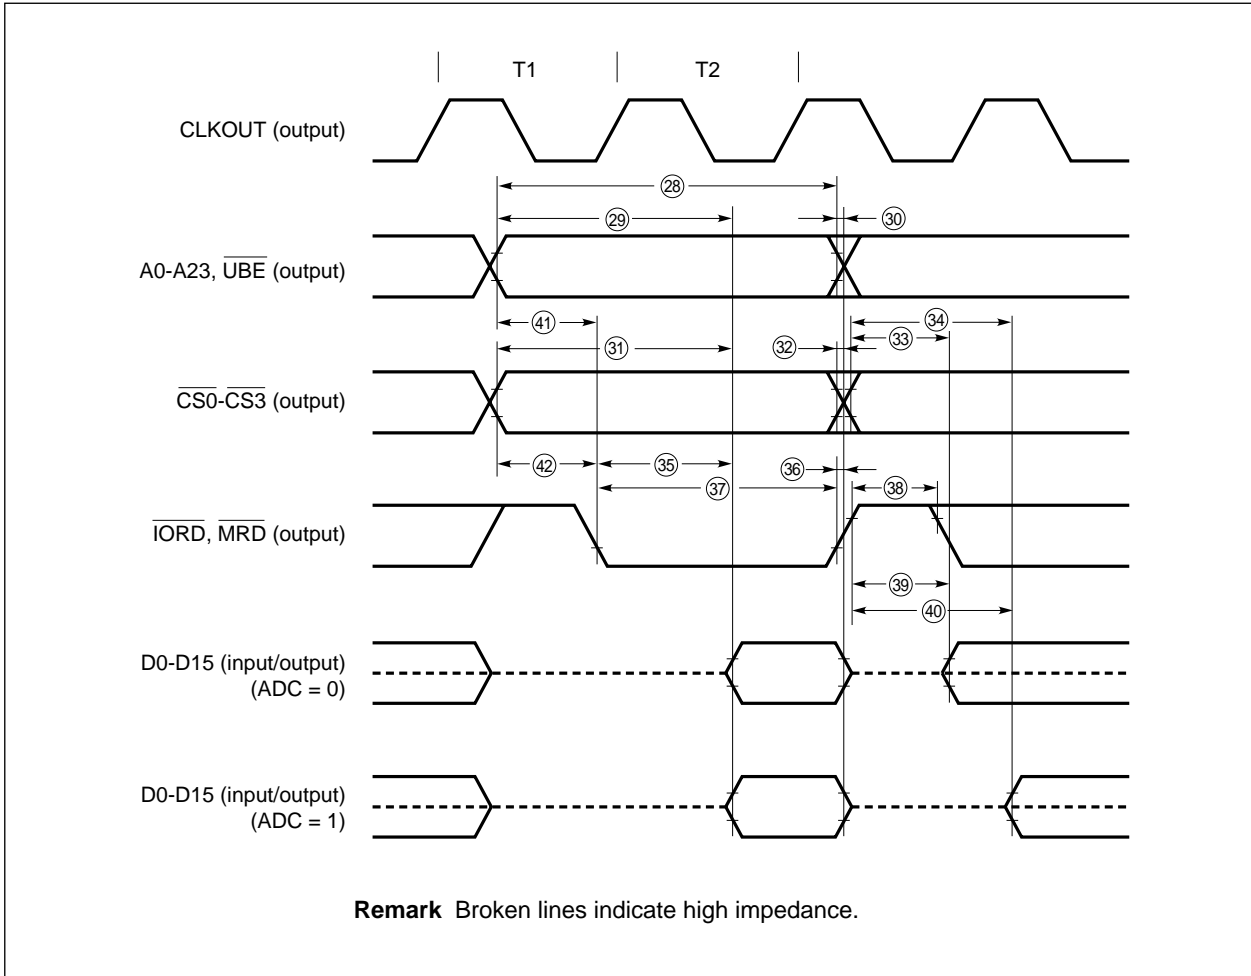 T1 T2
CLKOUT (output)
28
29 30
A0-A23, UBE (output)
41 34
31 32 33
CS0-CS3 (output)
42 35 36
37 38
IORD, MRD (output)
39
40
D0-D15 (input/output)
(ADC = 0)
D0-D15 (input/output)
(ADC = 1)
Remark Broken lines indicate high impedance.